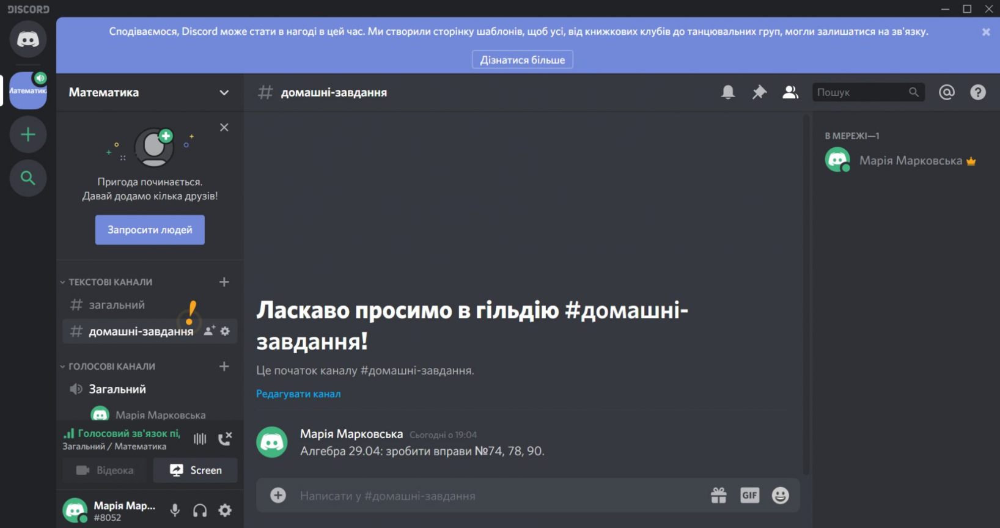 DISCORD
Сподіваємося, Discord може стати в нагоді в цей час. Ми створили сторінку шаблонів, щоб усі, від книжкових клубів до танцювальних груп, могли залишатися на зв'язку.
Дізнатися більше
Математика
Математика
# домашні-завдання
Пошук
Пригода починається.
Давай додамо кілька друзів!
Запросити людей
ТЕКСТОВІ КАНАЛИ
# загальний
# домашні-завдання
ГОЛОСОВІ КАНАЛИ
Загальний
Марія Марковська
Голосовий зв'язок пі
Загальний / Математика
Відеока
Screen
Марія Мар...
#8052
Ласкаво просимо в гільдію #домашні-
завдання!
Це початок каналу #домашні-завдання.
Редагувати канал
Марія Марковська Сьогодні о 19:04
Алгебра 29.04: зробити вправи №74, 78, 90.
Написати у #домашні-завдання
GIF
В МЕРЕЖІ—1
Марія Марковська